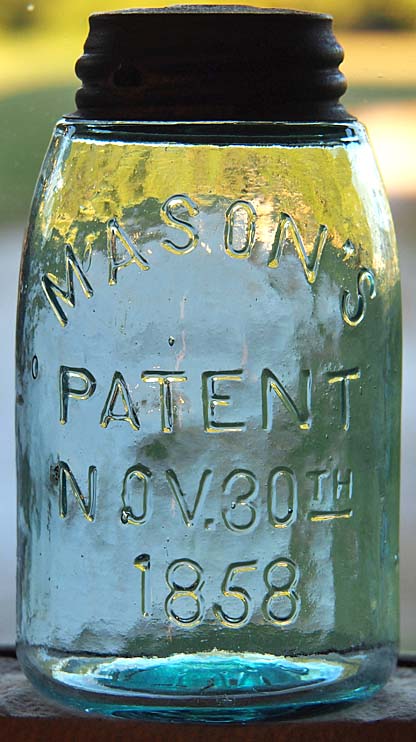 MASON'S
PATENT
NOV.30TH
1858